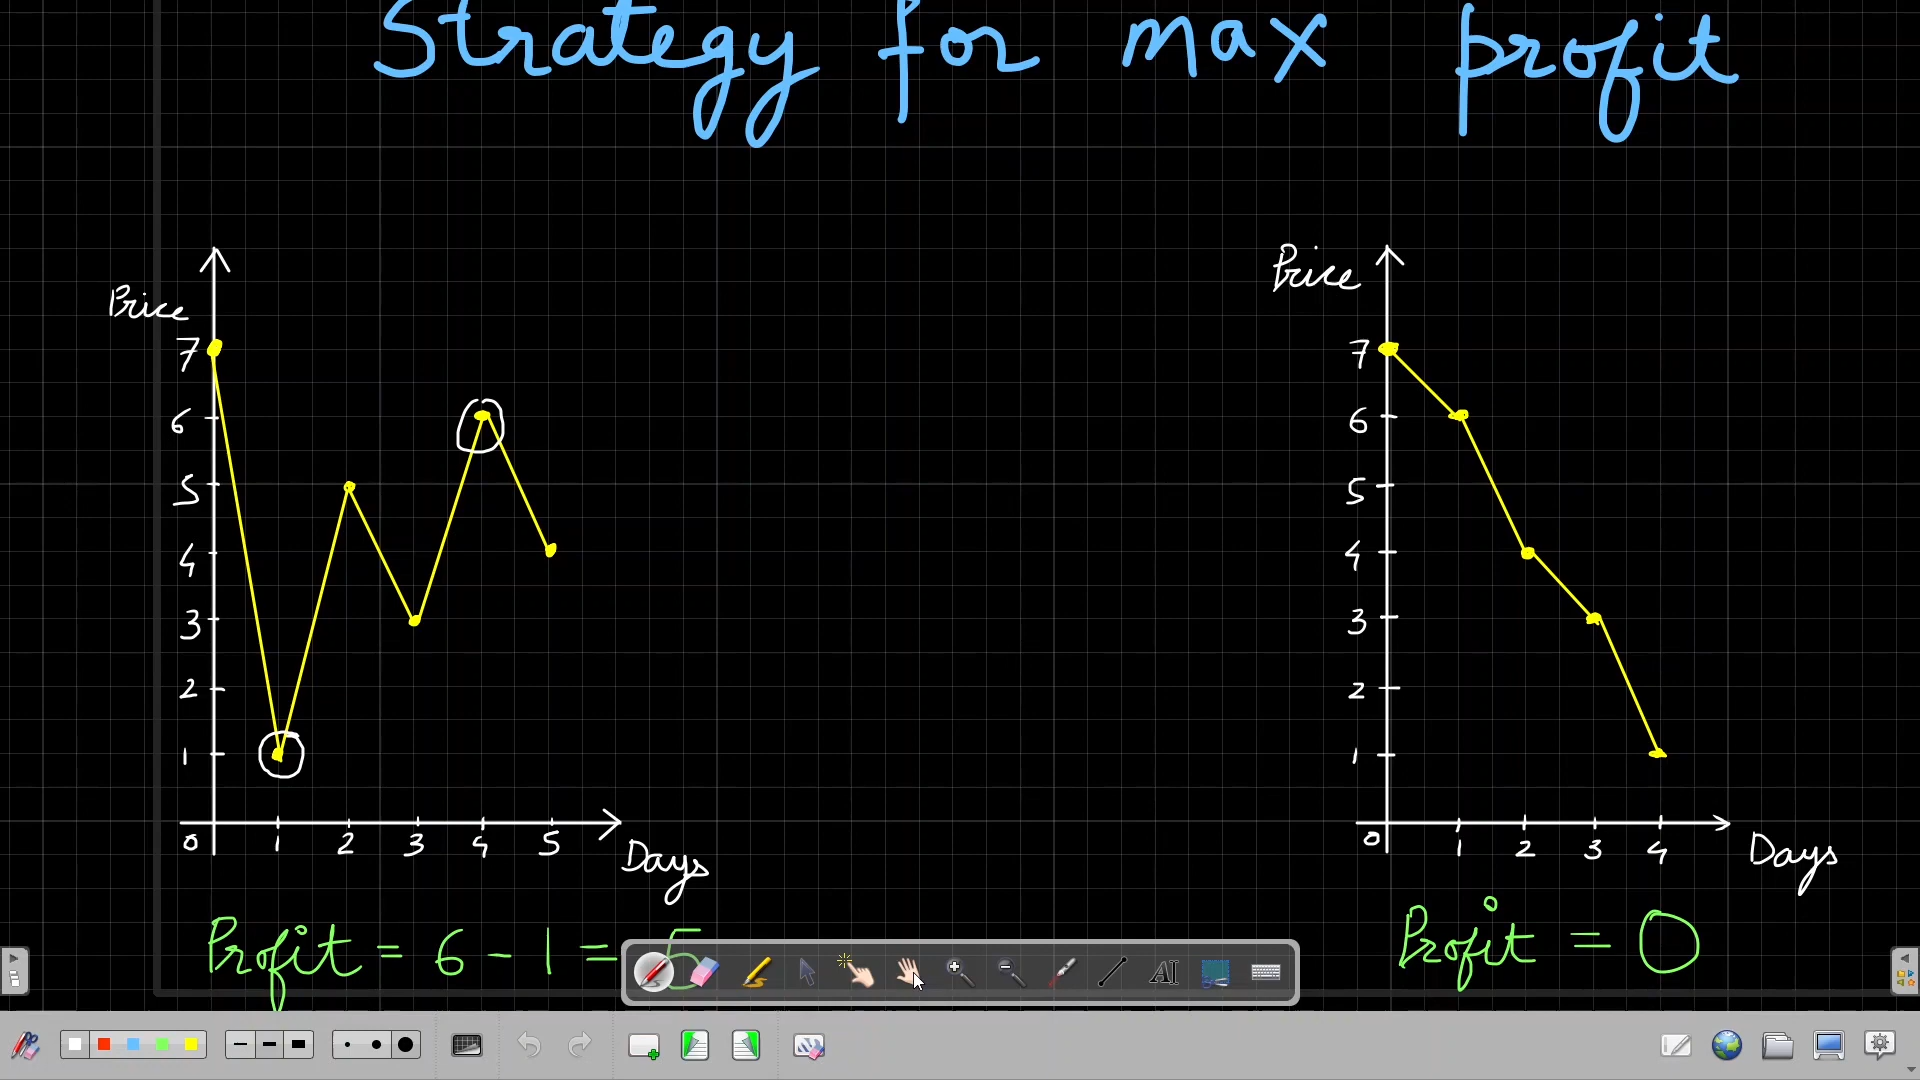 Strategy for max profit
Price
7
6
5
4
3
2
1
0 1 2 3 4 5
Days
Profit = 6 - 1 = 5
Price
7
6
5
4
3
2
1
0 1 2 3 4
Days
Profit = 0
AI